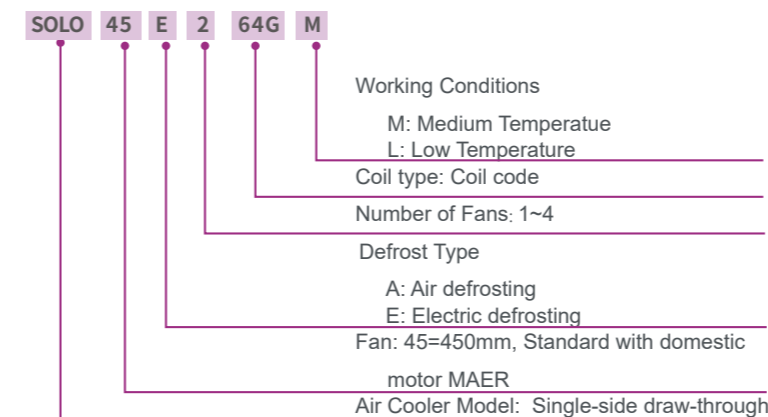 SOLO 45 E 2 64G M
Working Conditions
M: Medium Temperatue
L: Low Temperature
Coil type: Coil code
Number of Fans: 1~4
Defrost Type
A: Air defrosting
E: Electric defrosting
Fan: 45=450mm, Standard with domestic
motor MAER
Air Cooler Model: Single-side draw-through